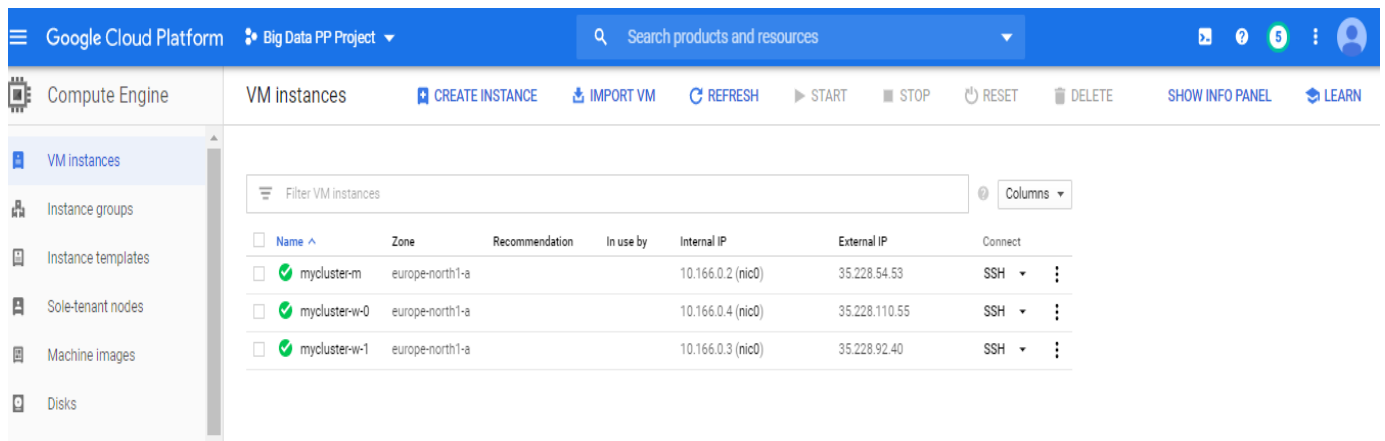 Google Cloud Platform Big Data PP Project Search products and resources 5
Compute Engine VM instances CREATE INSTANCE IMPORT VM REFRESH START STOP RESET DELETE SHOW INFO PANEL LEARN
VM instances
Instance groups
Instance templates
Sole-tenant nodes
Machine images
Disks
Filter VM instances Columns
Name Zone Recommendation In use by Internal IP External IP Connect
mycluster-m europe-north1-a 10.166.0.2 (nic0) 35.228.54.53 SSH
mycluster-w-0 europe-north1-a 10.166.0.4 (nic0) 35.228.110.55 SSH
mycluster-w-1 europe-north1-a 10.166.0.3 (nic0) 35.228.92.40 SSH